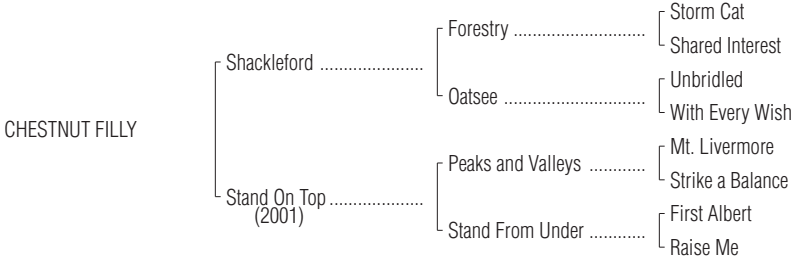 Storm Cat
Forestry ............................
Shared Interest
Shackleford ......................
Unbridled
Oatsee ..............................
With Every Wish
CHESTNUT FILLY
Mt. Livermore
Peaks and Valleys ............
Strike a Balance
Stand On Top ....................
(2001)
First Albert
Stand From Under ............
Raise Me